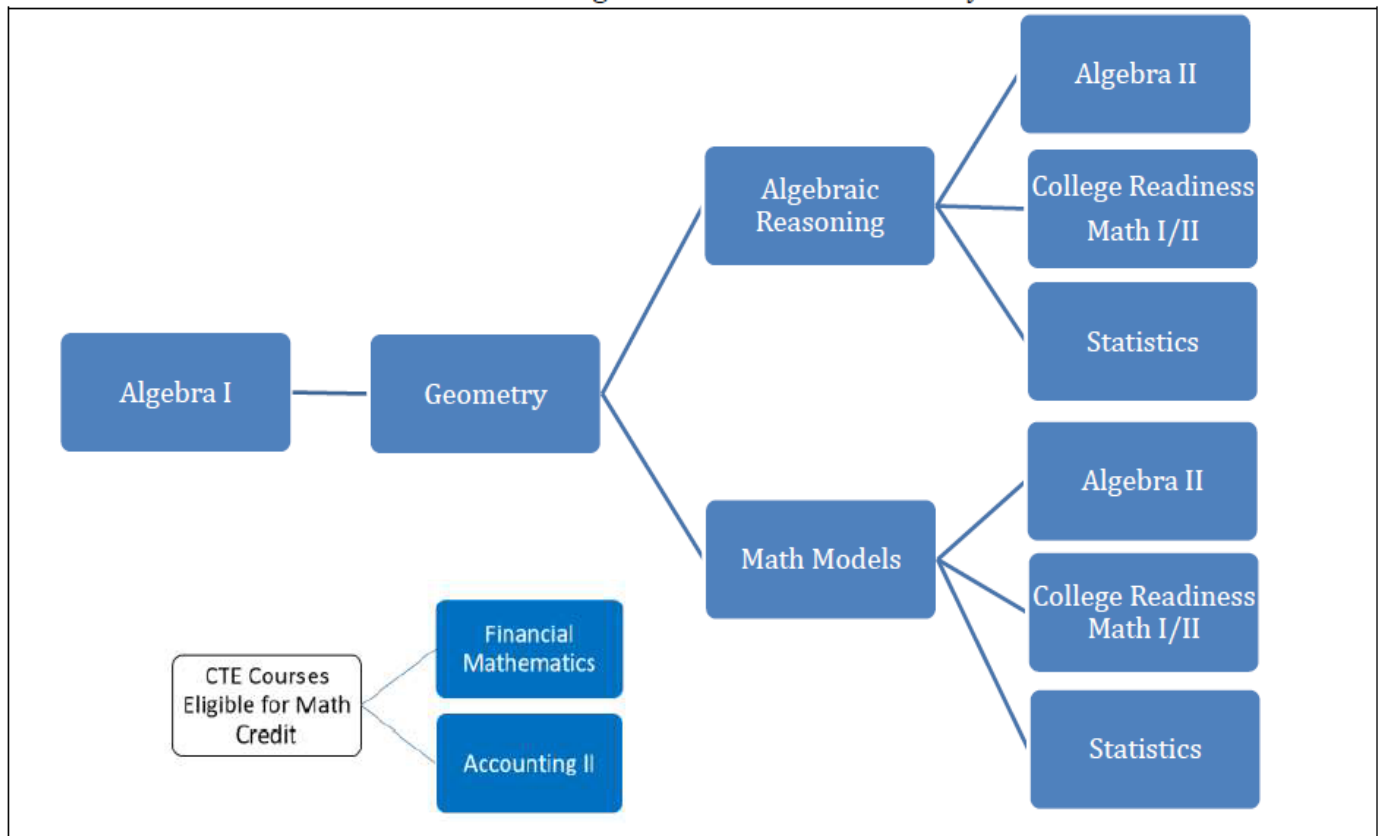 Algebra II
Algebraic
Reasoning
College Readiness
Math I/II
Statistics
Algebra I
Geometry
Algebra II
Math Models
College Readiness
Math I/II
Statistics
CTE Courses
Eligible for Math
Credit
Financial
Mathematics
Accounting II